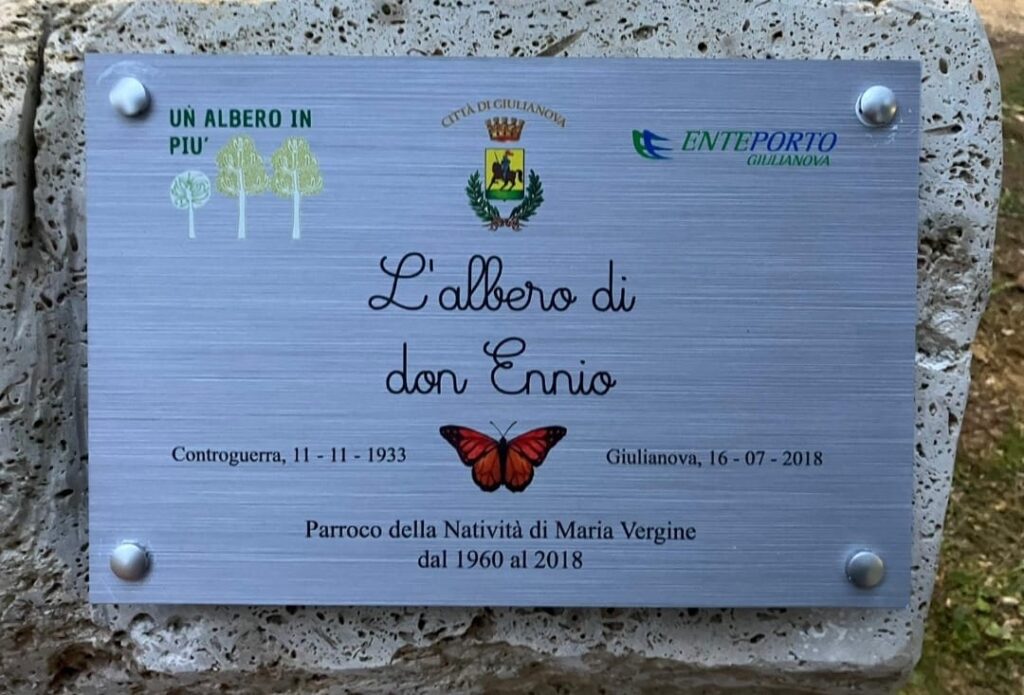 UN ALBERO IN
PIU'
CITTÀ DI GIULIANOVA
ENTEPORTO
GIULIANOVA
L'albero di
don Ennio
Controguerra, 11 - 11 - 1933
Giulianova, 16 - 07 - 2018
Parroco della Natività di Maria Vergine
dal 1960 al 2018